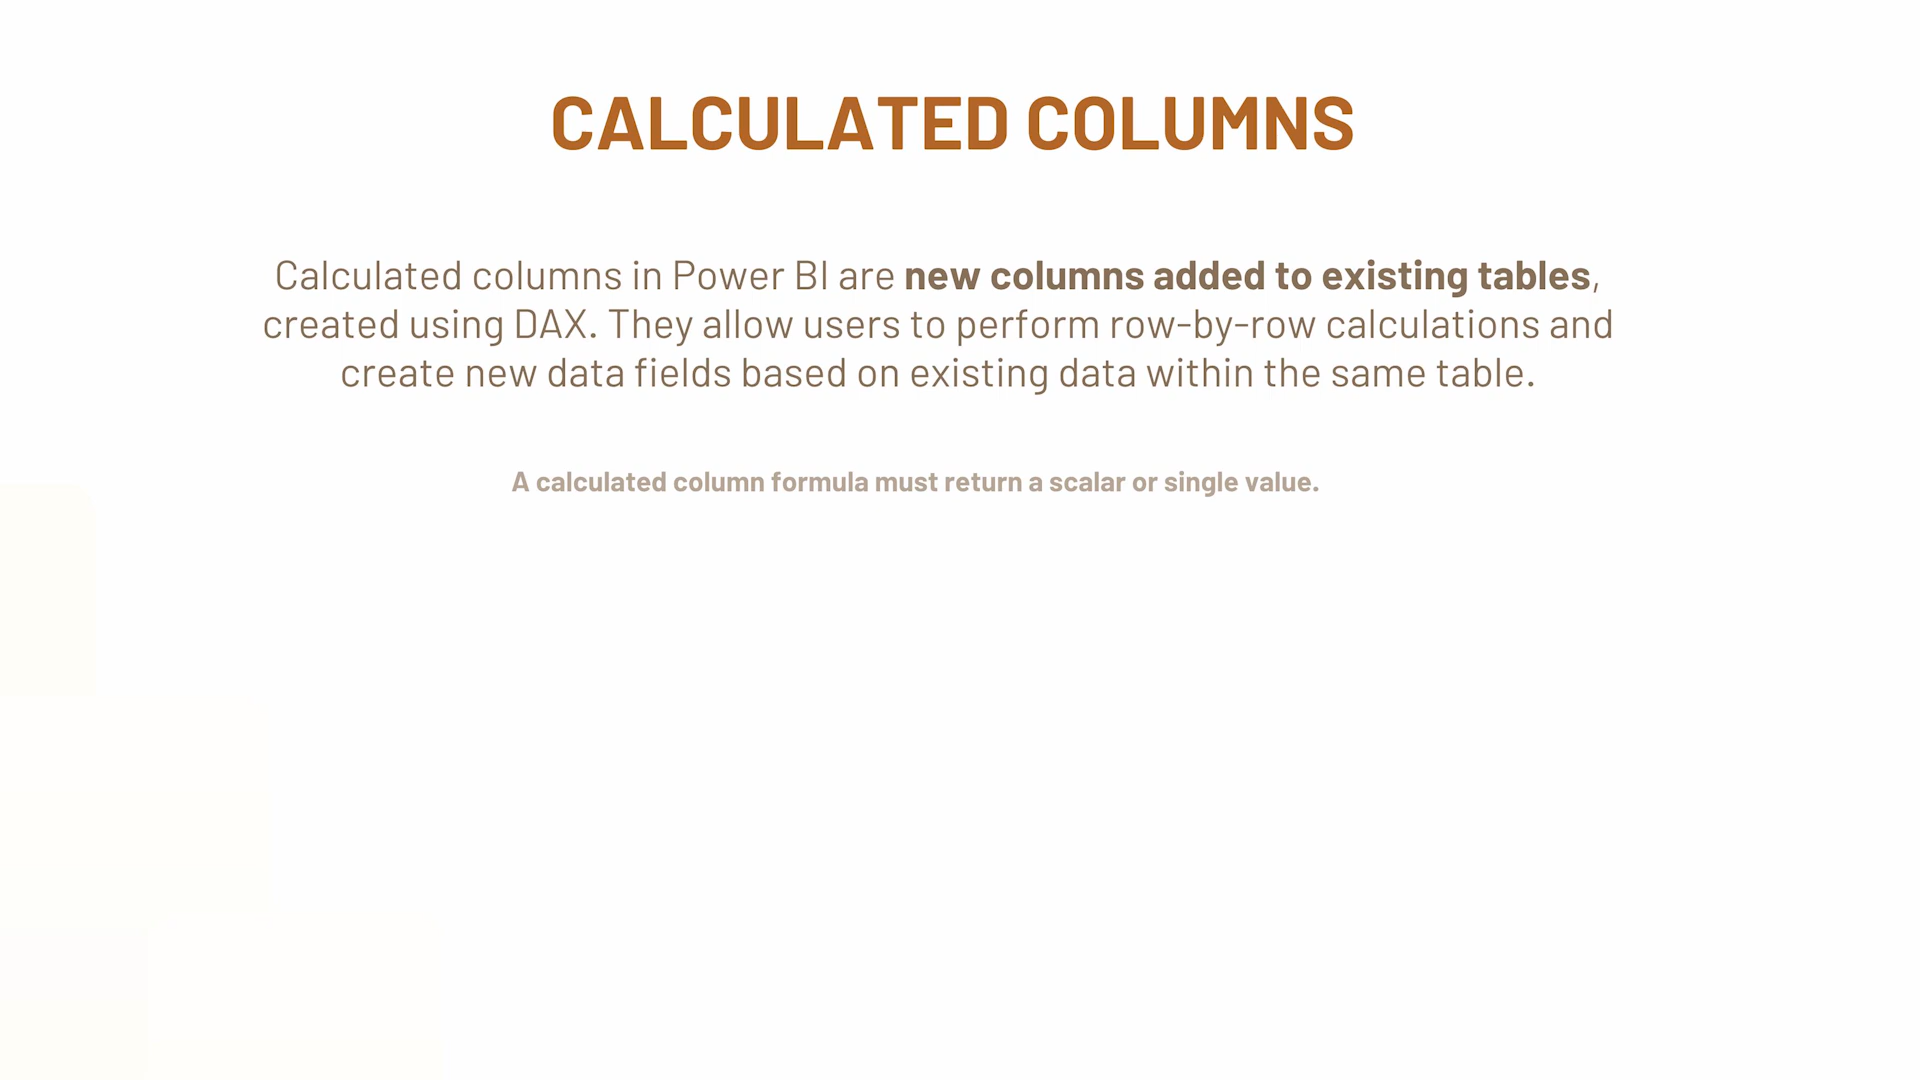 CALCULATED COLUMNS
Calculated columns in Power BI are new columns added to existing tables,
created using DAX. They allow users to perform row-by-row calculations and
create new data fields based on existing data within the same table.
A calculated column formula must return a scalar or single value.